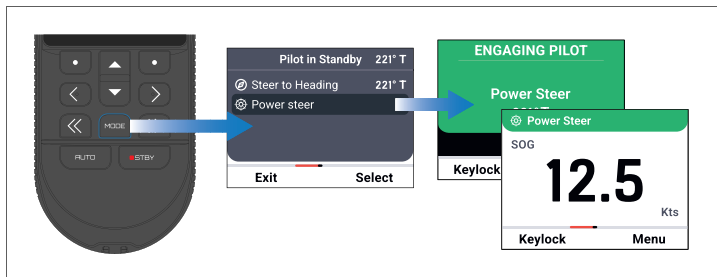 MODE
AUTO
STBY
Pilot in Standby 221° T
Steer to Heading 221° T
Power steer
Exit Select
ENGAGING PILOT
Power Steer
Keylock
Power Steer
SOG
12.5
Kts
Keylock Menu